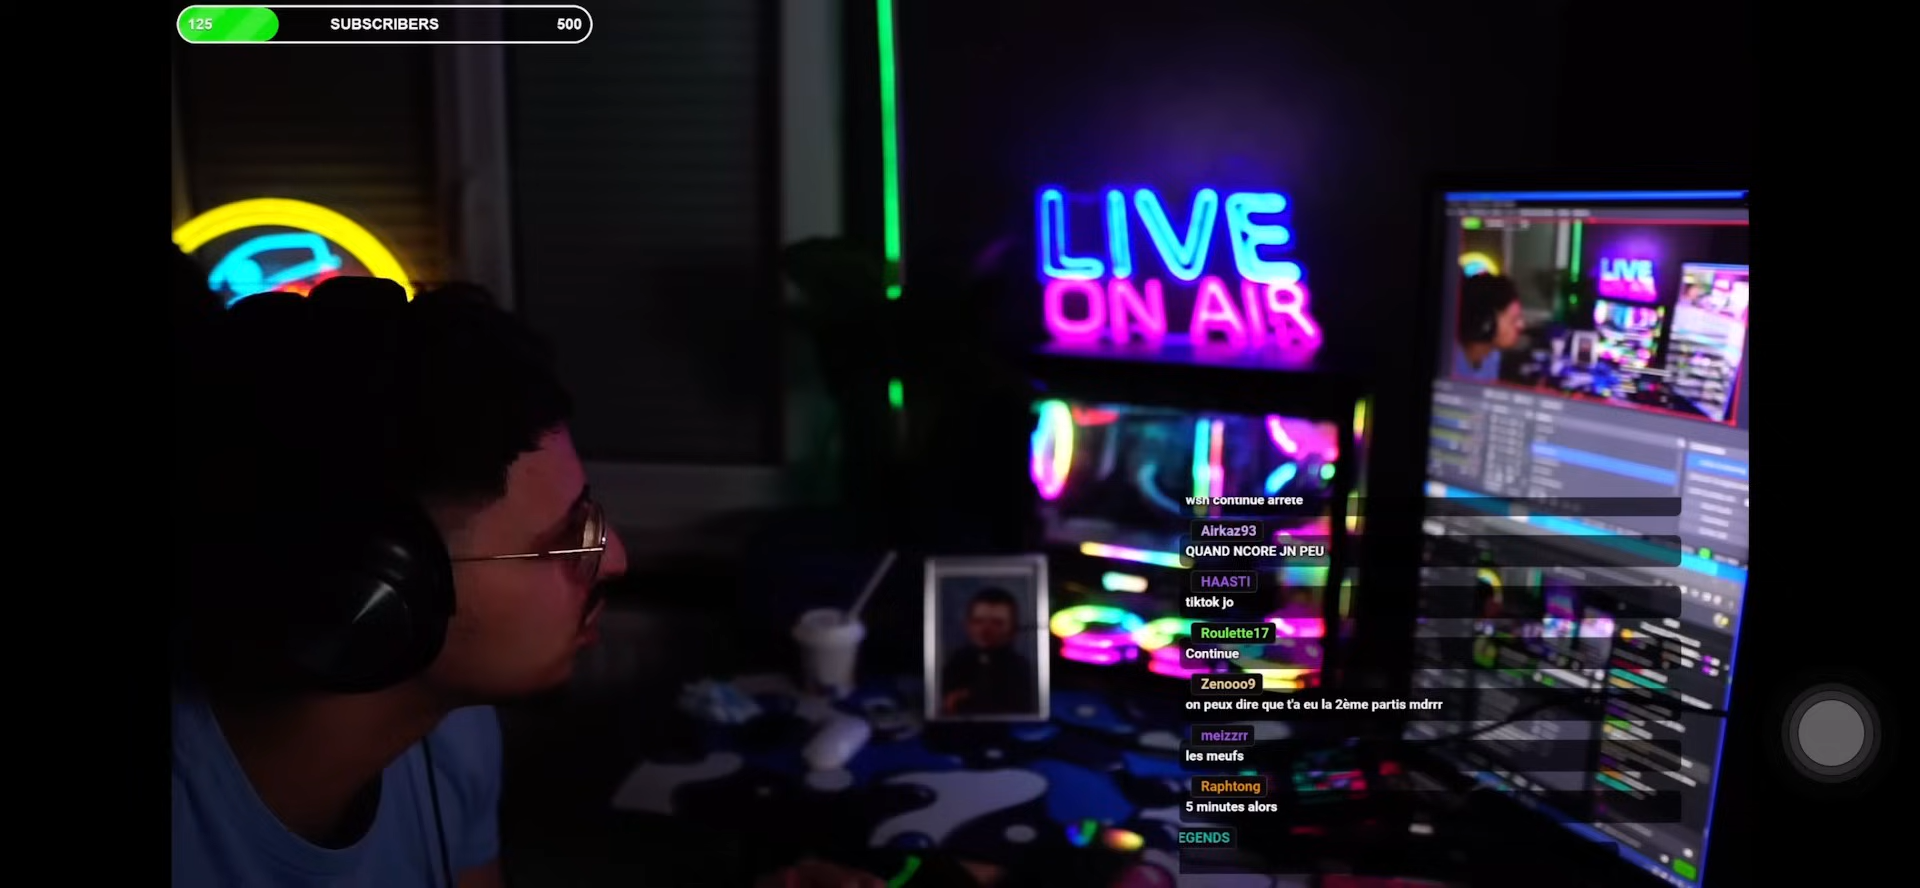 125 SUBSCRIBERS 500
LIVE
ON AIR
LIVE
wsh continue arrete
Airkaz93
QUAND NCORE JN PEU
HAASTI
tiktok jo
Roulette17
Continue
Zenooo9
on peux dire que t'a eu la 2ème partis mdrrr
meizzrr
les meufs
Raphtong
5 minutes alors
EGENDS